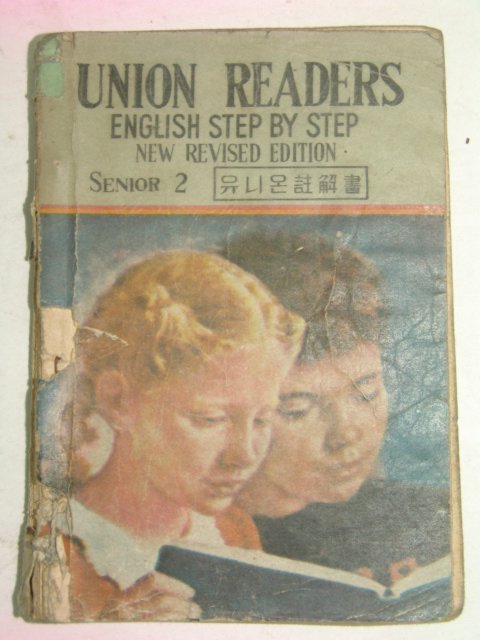 UNION READERS
ENGLISH STEP BY STEP
NEW REVISED EDITION
SENIOR 2 유니온註解書